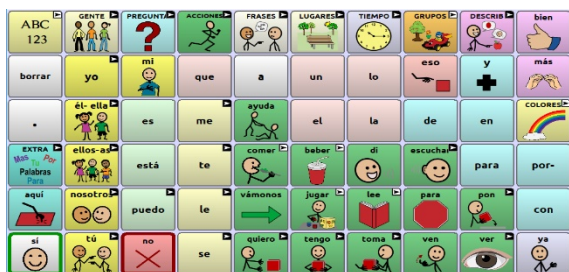 ABC 123 GENTE PREGUNTA ACCIONES FRASES LUGARES TIEMPO GRUPOS DESCRIB bien
borrar yo mi que a un lo eso y más
. él- ella es me ayuda el la de en COLORES
EXTRA Mas Tu Por Palabras Para ellos-as está te comer beber di escuchar para por-
aquí nosotros puedo le vámonos jugar lee para pon con
sí tú no se quiero tengo toma ven ver ya